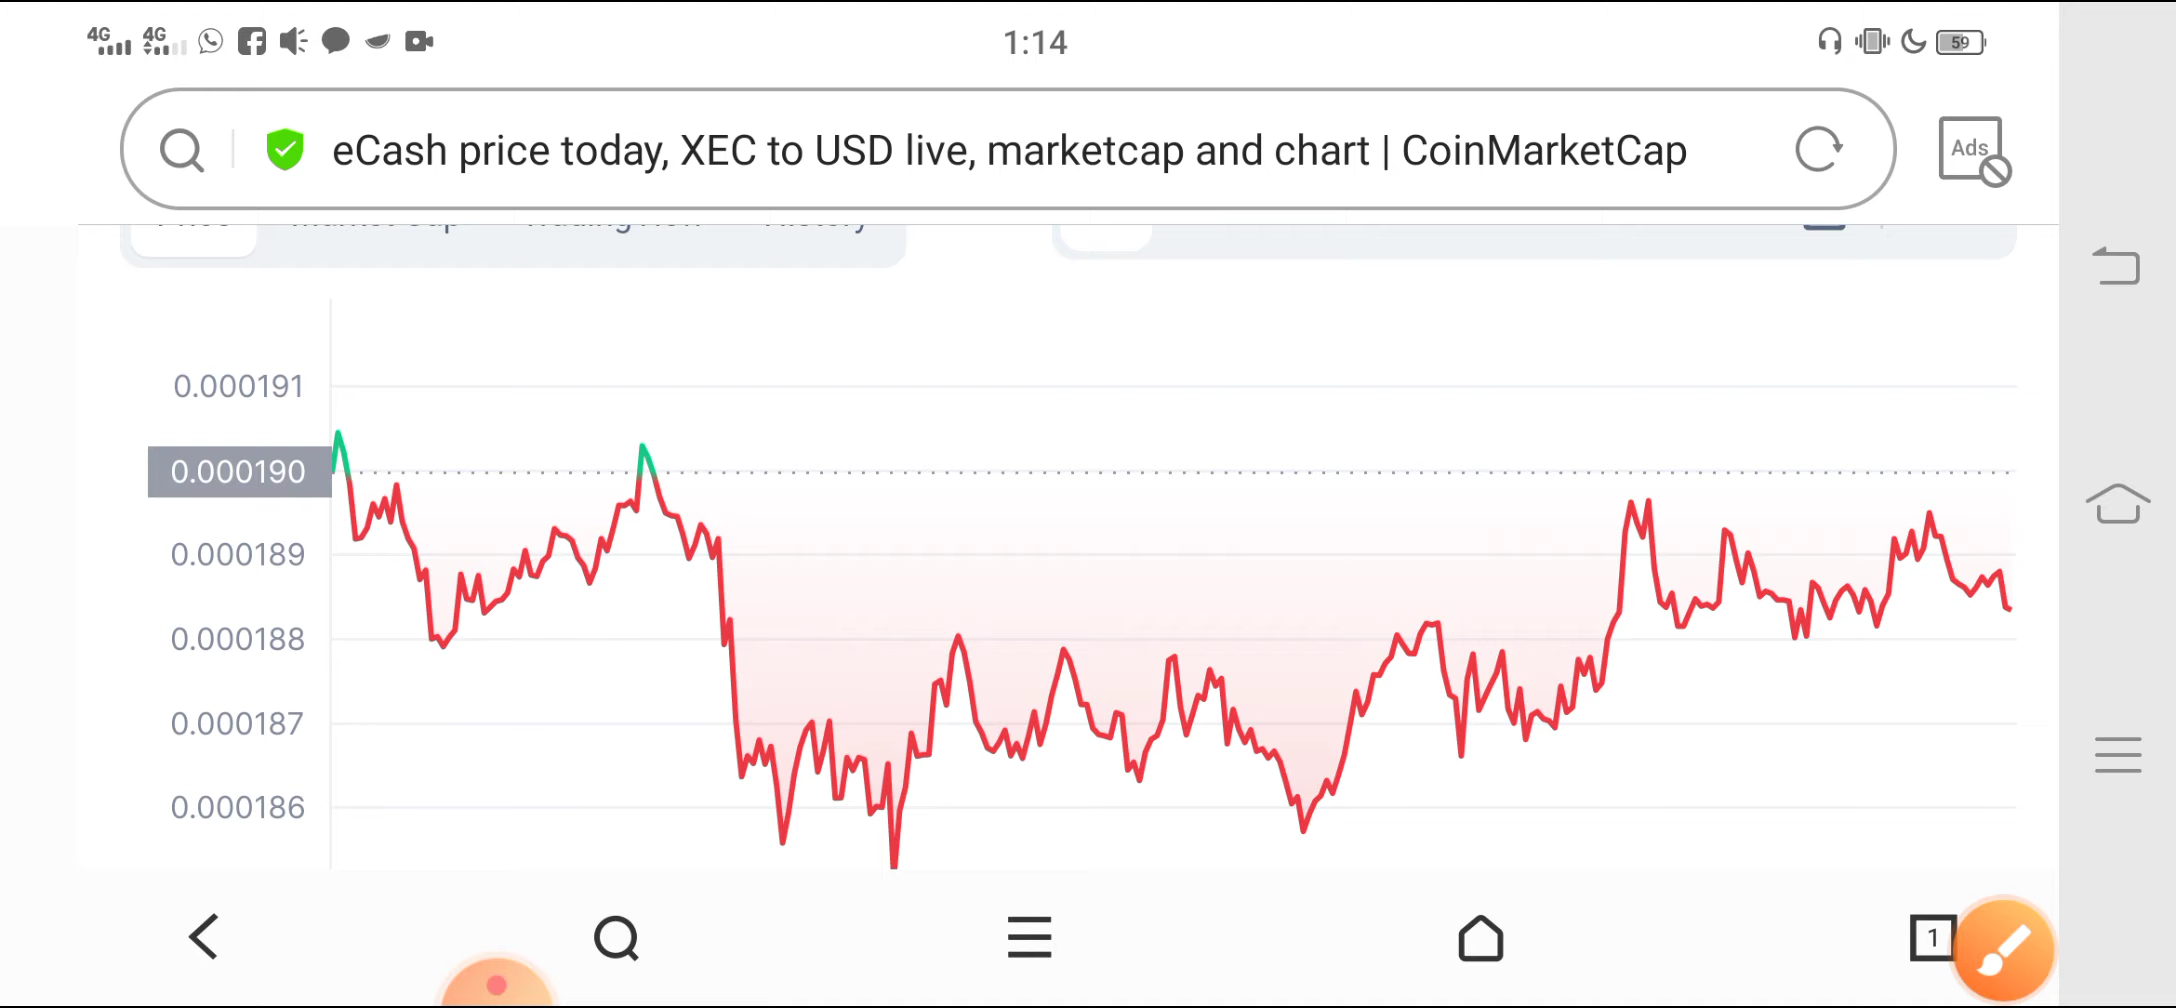 4G 4G 1:14 59
eCash price today, XEC to USD live, marketcap and chart | CoinMarketCap
Ads
0.000191
0.000190
0.000189
0.000188
0.000187
0.000186
1